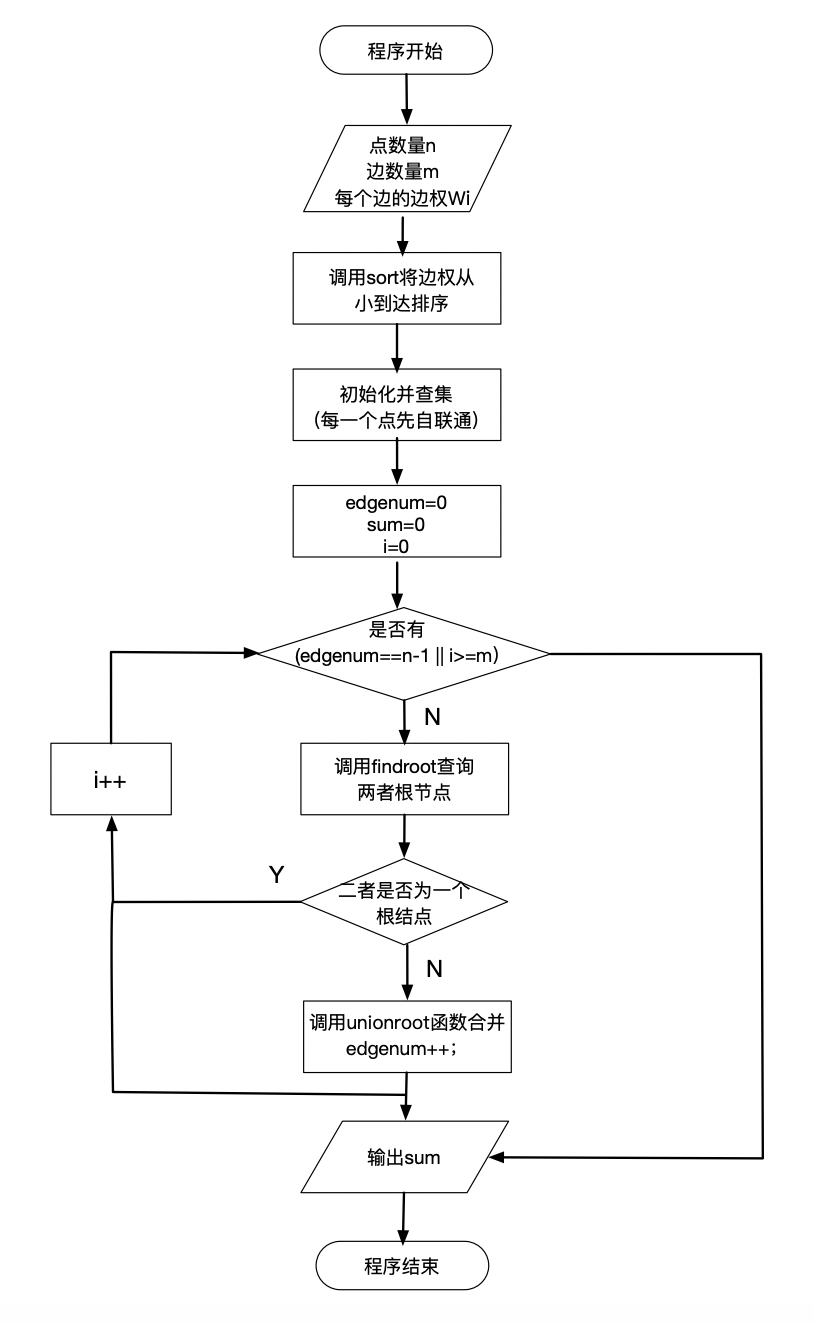 程序开始
点数量n
边数量m
每个边的边权Wi
调用sort将边权从
小到达排序
初始化并查集
（每一个点先自联通）
edgenum=0
sum=0
i=0
是否有
(edgenum==n-1 || i>=m）
N
调用findroot查询
两者根节点
i++
Y
二者是否为一个
根结点
N
调用unionroot函数合并
edgenum++；
输出sum
程序结束